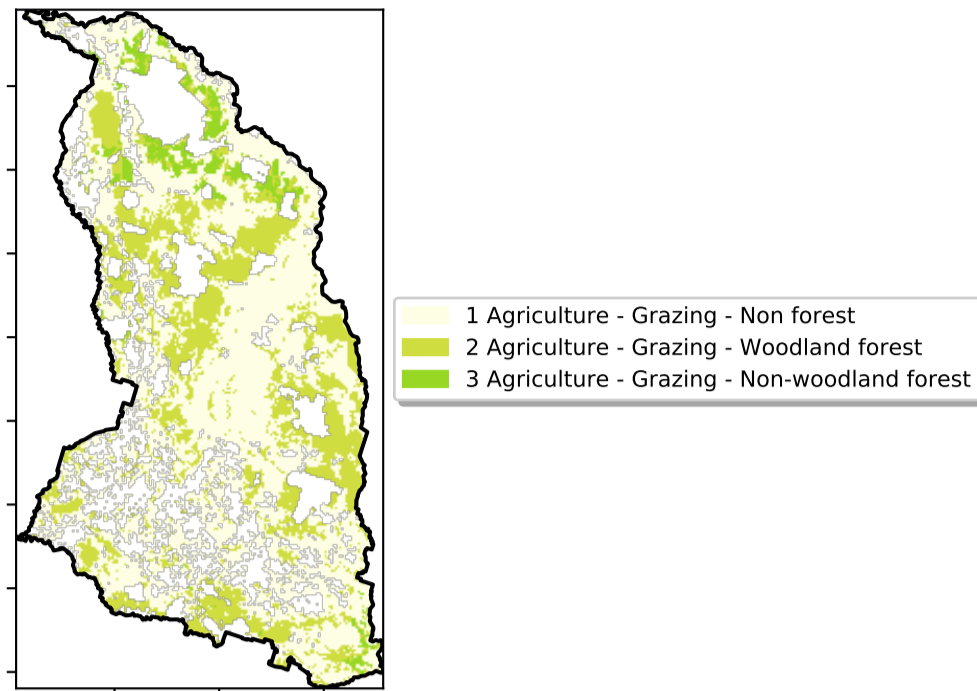 1 Agriculture - Grazing - Non forest
2 Agriculture - Grazing - Woodland forest
3 Agriculture - Grazing - Non-woodland forest